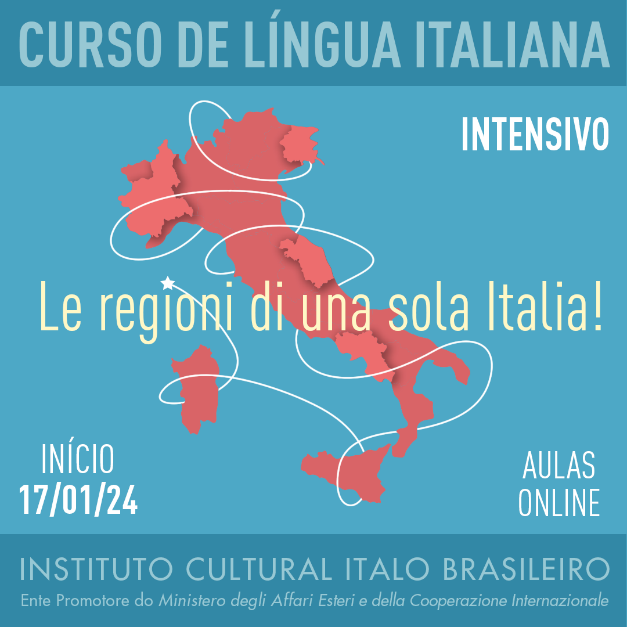 CURSO DE LÍNGUA ITALIANA
INTENSIVO
Le regioni di una sola Italia!
INÍCIO
17/01/24
AULAS
ONLINE
INSTITUTO CULTURAL ITALO BRASILEIRO
Ente Promotore do Ministero degli Affari Esteri e della Cooperazione Internazionale